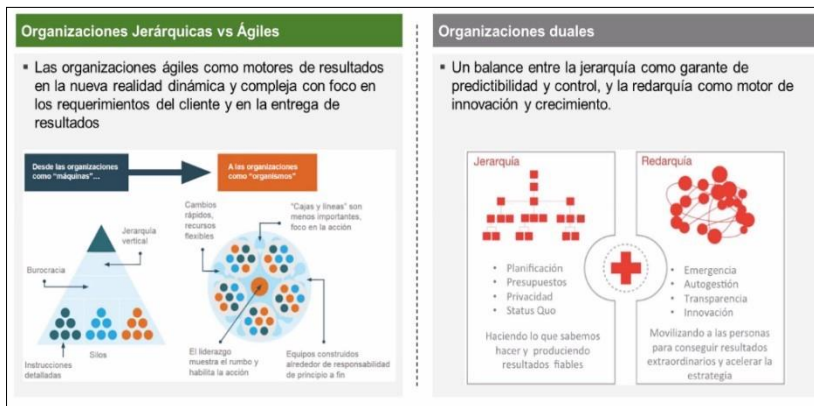 Organizaciones Jerárquicas vs Ágiles
▪ Las organizaciones ágiles como motores de resultados
en la nueva realidad dinámica y compleja con foco en
los requerimientos del cliente y en la entrega de
resultados
Desde las organizaciones
como “máquinas”...
A las organizaciones
como “organismos”
Jerarquía
vertical
Burocracia
Instrucciones
detalladas
Silos
Cambios
rápidos,
recursos
flexibles
“Cajas y líneas” son
menos importantes,
foco en la acción
El liderazgo
muestra el rumbo y
habilita la acción
Equipos construidos
alrededor de responsabilidad
de principio a fin
Organizaciones duales
▪ Un balance entre la jerarquía como garante de
predictibilidad y control, y la redarquía como motor de
innovación y crecimiento.
Jerarquía
• Planificación
• Presupuestos
• Privacidad
• Status Quo
Haciendo lo que sabemos
hacer y produciendo
resultados fiables
Redarquía
• Emergencia
• Autogestión
• Transparencia
• Innovación
Movilizando a las personas
para conseguir resultados
extraordinarios y acelerar la
estrategia